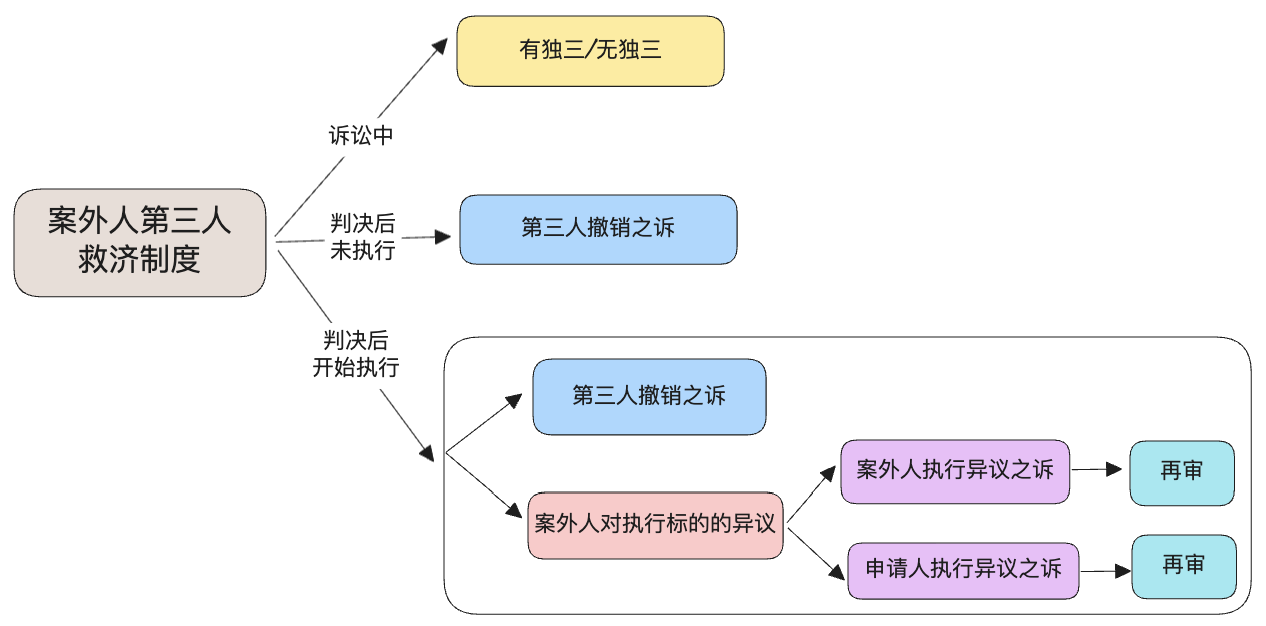 有独三/无独三
诉讼中
案外人第三人
救济制度
判决后
未执行
第三人撤销之诉
判决后
开始执行
第三人撤销之诉
案外人对执行标的的异议
案外人执行异议之诉
再审
申请人执行异议之诉
再审